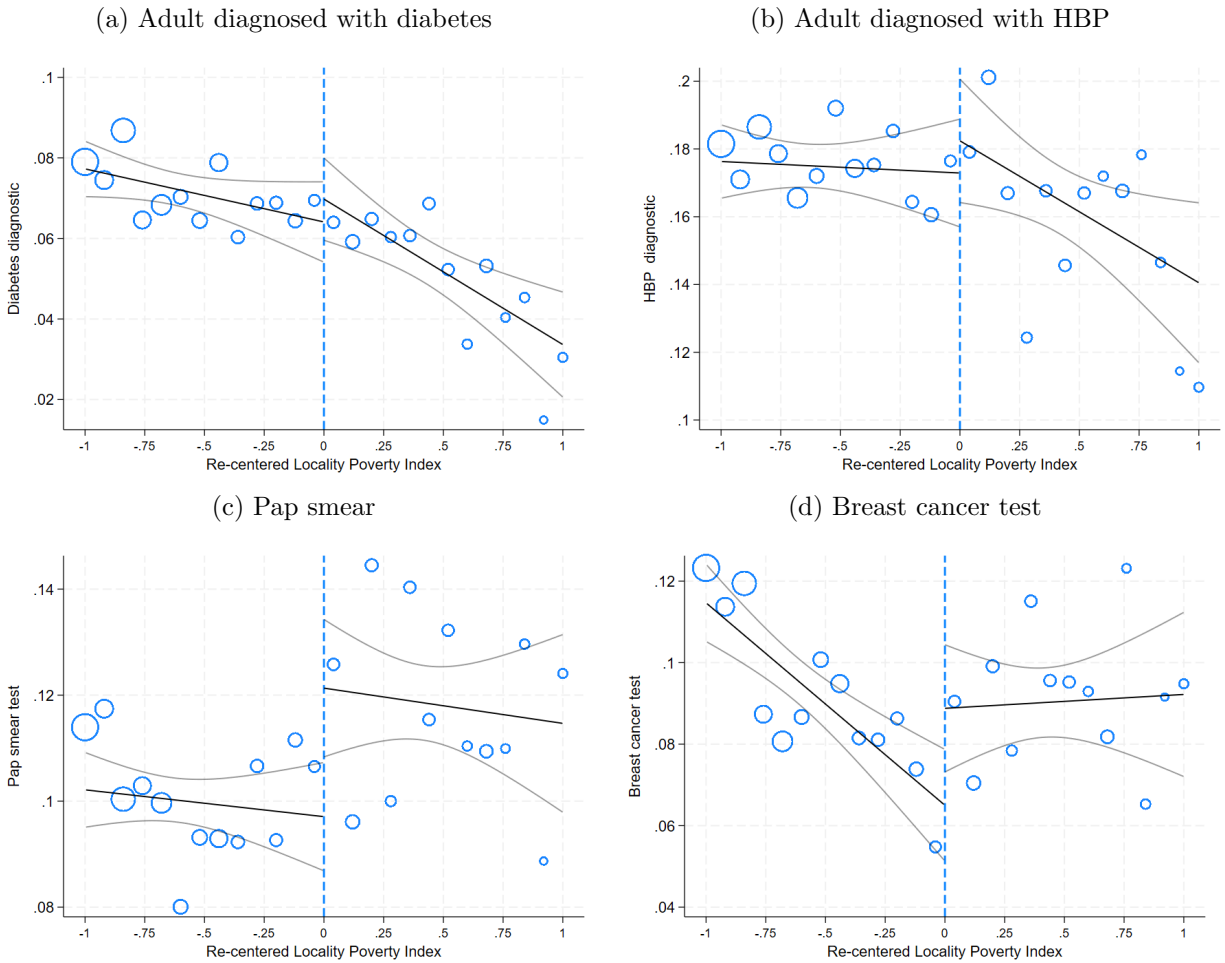 (a) Adult diagnosed with diabetes
Diabetes diagnostic
.1
.08
.06
.04
.02
-1 -.75 -.5 -.25 0 .25 .5 .75 1
Re-centered Locality Poverty Index
(b) Adult diagnosed with HBP
HBP diagnostic
.2
.18
.16
.14
.12
.1
-1 -.75 -.5 -.25 0 .25 .5 .75 1
Re-centered Locality Poverty Index
(c) Pap smear
Pap smear test
.14
.12
.1
.08
-1 -.75 -.5 -.25 0 .25 .5 .75 1
Re-centered Locality Poverty Index
(d) Breast cancer test
Breast cancer test
.12
.1
.08
.06
.04
-1 -.75 -.5 -.25 0 .25 .5 .75 1
Re-centered Locality Poverty Index